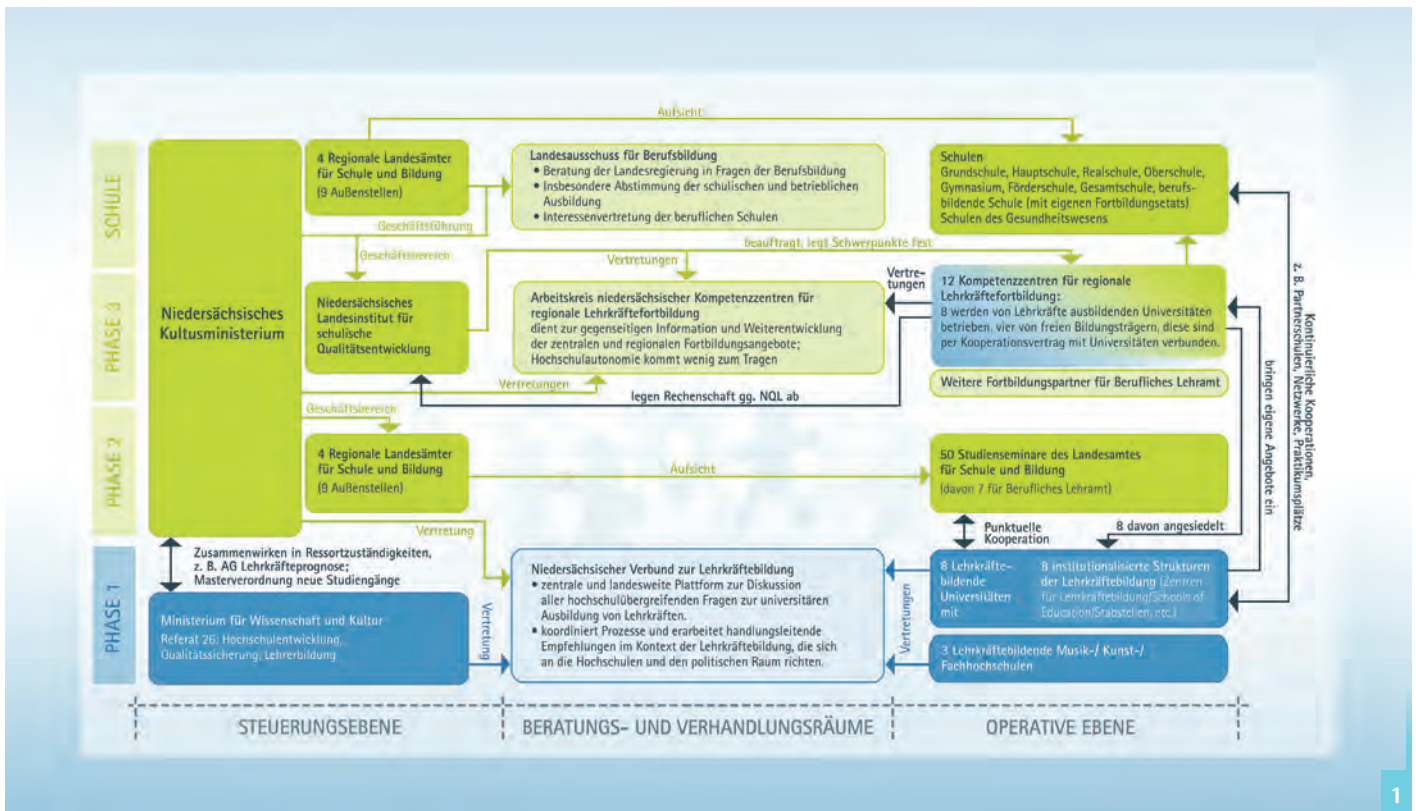 Aufsicht
SCHULE
4 Regionale Landesämter
für Schule und Bildung
(9 Außenstellen)
Landesausschuss für Berufsbildung
• Beratung der Landesregierung in Fragen der Berufsbildung
• Insbesondere Abstimmung der schulischen und betrieblichen
Ausbildung
• Interessenvertretung der beruflichen Schulen
Schulen
Grundschule, Hauptschule, Realschule, Oberschule,
Gymnasium, Förderschule, Gesamtschule, berufs-
bildende Schule (mit eigenen Fortbildungsetats)
Schulen des Gesundheitswesens
Geschäftsführung
Geschäftsbereich
beauftragt, legt Schwerpunkte fest
Vertretungen
PHASE 3
Niedersächsisches
Kultusministerium
Niedersächsisches
Landesinstitut für
schulische
Qualitätsentwicklung
Arbeitskreis niedersächsischer Kompetenzzentren für
regionale Lehrkräftefortbildung
dient zur gegenseitigen Information und Weiterentwicklung
der zentralen und regionalen Fortbildungsangebote;
Hochschulautonomie kommt wenig zum Tragen
Vertre-
tungen
12 Kompetenzzentren für regionale
Lehrkräftefortbildung:
8 werden von Lehrkräfte ausbildenden Universitäten
betrieben, vier von freien Bildungsträgern, diese sind
per Kooperationsvertrag mit Universitäten verbunden.
Weitere Fortbildungspartner für Berufliches Lehramt
Vertretungen
legen Rechenschaft gg. NQL ab
Kontinuierliche Kooperationen,
z. B. Partnerschulen, Netzwerke, Praktikumsplätze
bringen eigene Angebote ein
Geschäftsbereich
PHASE 2
4 Regionale Landesämter
für Schule und Bildung
(9 Außenstellen)
Aufsicht
50 Studienseminare des Landesamtes
für Schule und Bildung
(davon 7 für Berufliches Lehramt)
Vertretung
Punktuelle
Kooperation
8 davon angesiedelt
PHASE 1
Zusammenwirken in Ressortzuständigkeiten,
z. B. AG Lehrkräfteprognose;
Masterverordnung neue Studiengänge
Ministerium für Wissenschaft und Kultur
Referat 26: Hochschulentwicklung,
Qualitätssicherung, Lehrerbildung
Vertretung
Niedersächsischer Verbund zur Lehrkräftebildung
• zentrale und landesweite Plattform zur Diskussion
aller hochschulübergreifenden Fragen zur universitären
Ausbildung von Lehrkräften.
• koordiniert Prozesse und erarbeitet handlungsleitende
Empfehlungen im Kontext der Lehrkräftebildung, die sich
an die Hochschulen und den politischen Raum richten.
Vertretungen
8 Lehrkräfte-
bildende
Universitäten
mit
8 institutionalisierte Strukturen
der Lehrkräftebildung (Zentren
für Lehrkräftebildung/Schools of
Education/Stabstellen, etc.)
3 Lehrkräftebildende Musik-/ Kunst-/
Fachhochschulen
STEUERUNGSEBENE
BERATUNGS- UND VERHANDLUNGSRÄUME
OPERATIVE EBENE
1